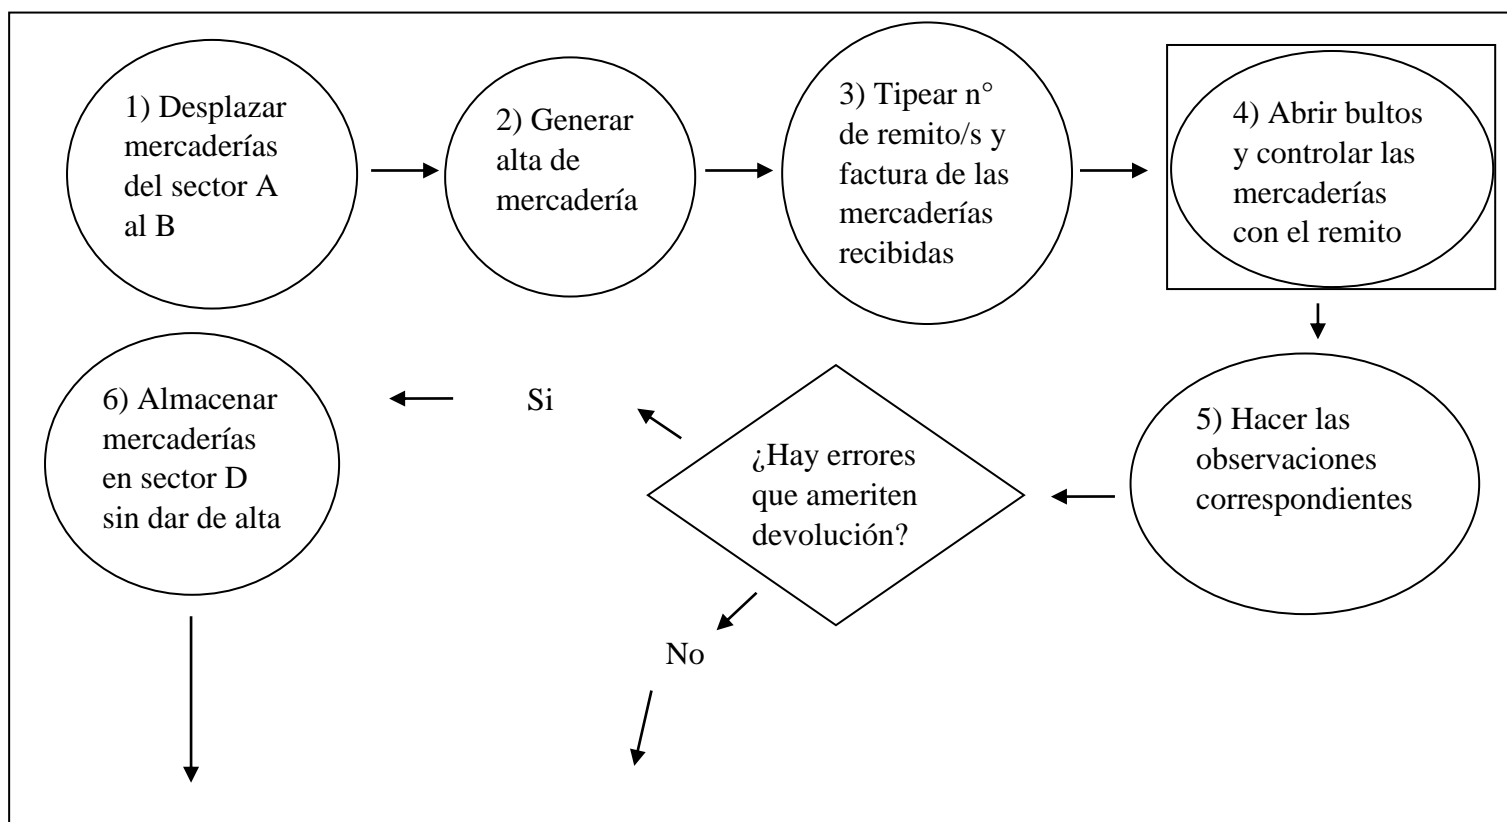 1) Desplazar
mercaderías
del sector A
al B
2) Generar
alta de
mercadería
3) Tipear n°
de remito/s y
factura de las
mercaderías
recibidas
4) Abrir bultos
y controlar las
mercaderías
con el remito
5) Hacer las
observaciones
correspondientes
¿Hay errores
que ameriten
devolución?
Si
6) Almacenar
mercaderías
en sector D
sin dar de alta
No